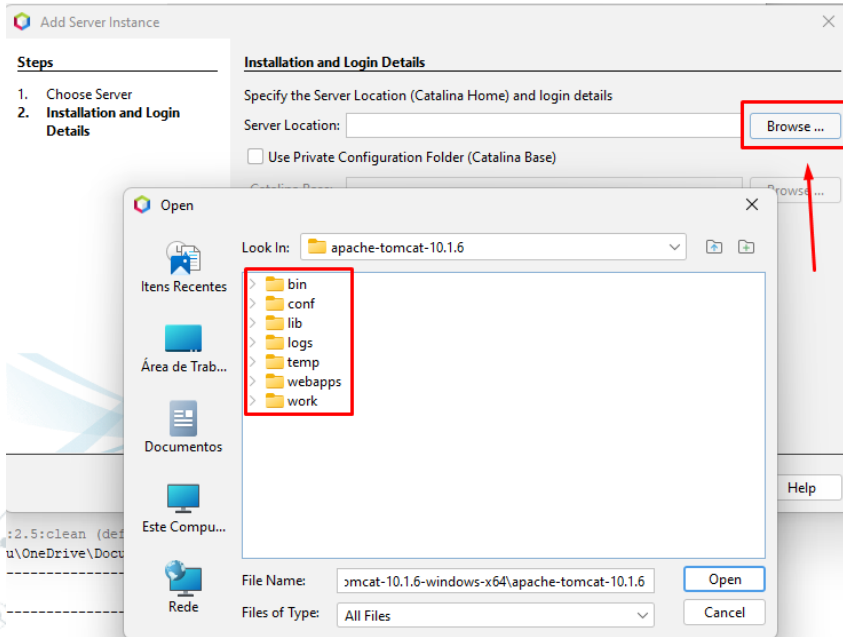 Add Server Instance
Steps
1. Choose Server
2. Installation and Login
Details
Installation and Login Details
Specify the Server Location (Catalina Home) and login details
Server Location:
Browse ...
Use Private Configuration Folder (Catalina Base)
Browse ...
Open
Look In: apache-tomcat-10.1.6
Itens Recentes
Área de Trab...
Documentos
Este Compu...
Rede
bin
conf
lib
logs
temp
webapps
work
Help
:2.5:clean (def
u\OneDrive\Docu
File Name: omcat-10.1.6-windows-x64\apache-tomcat-10.1.6
Open
Files of Type: All Files
Cancel